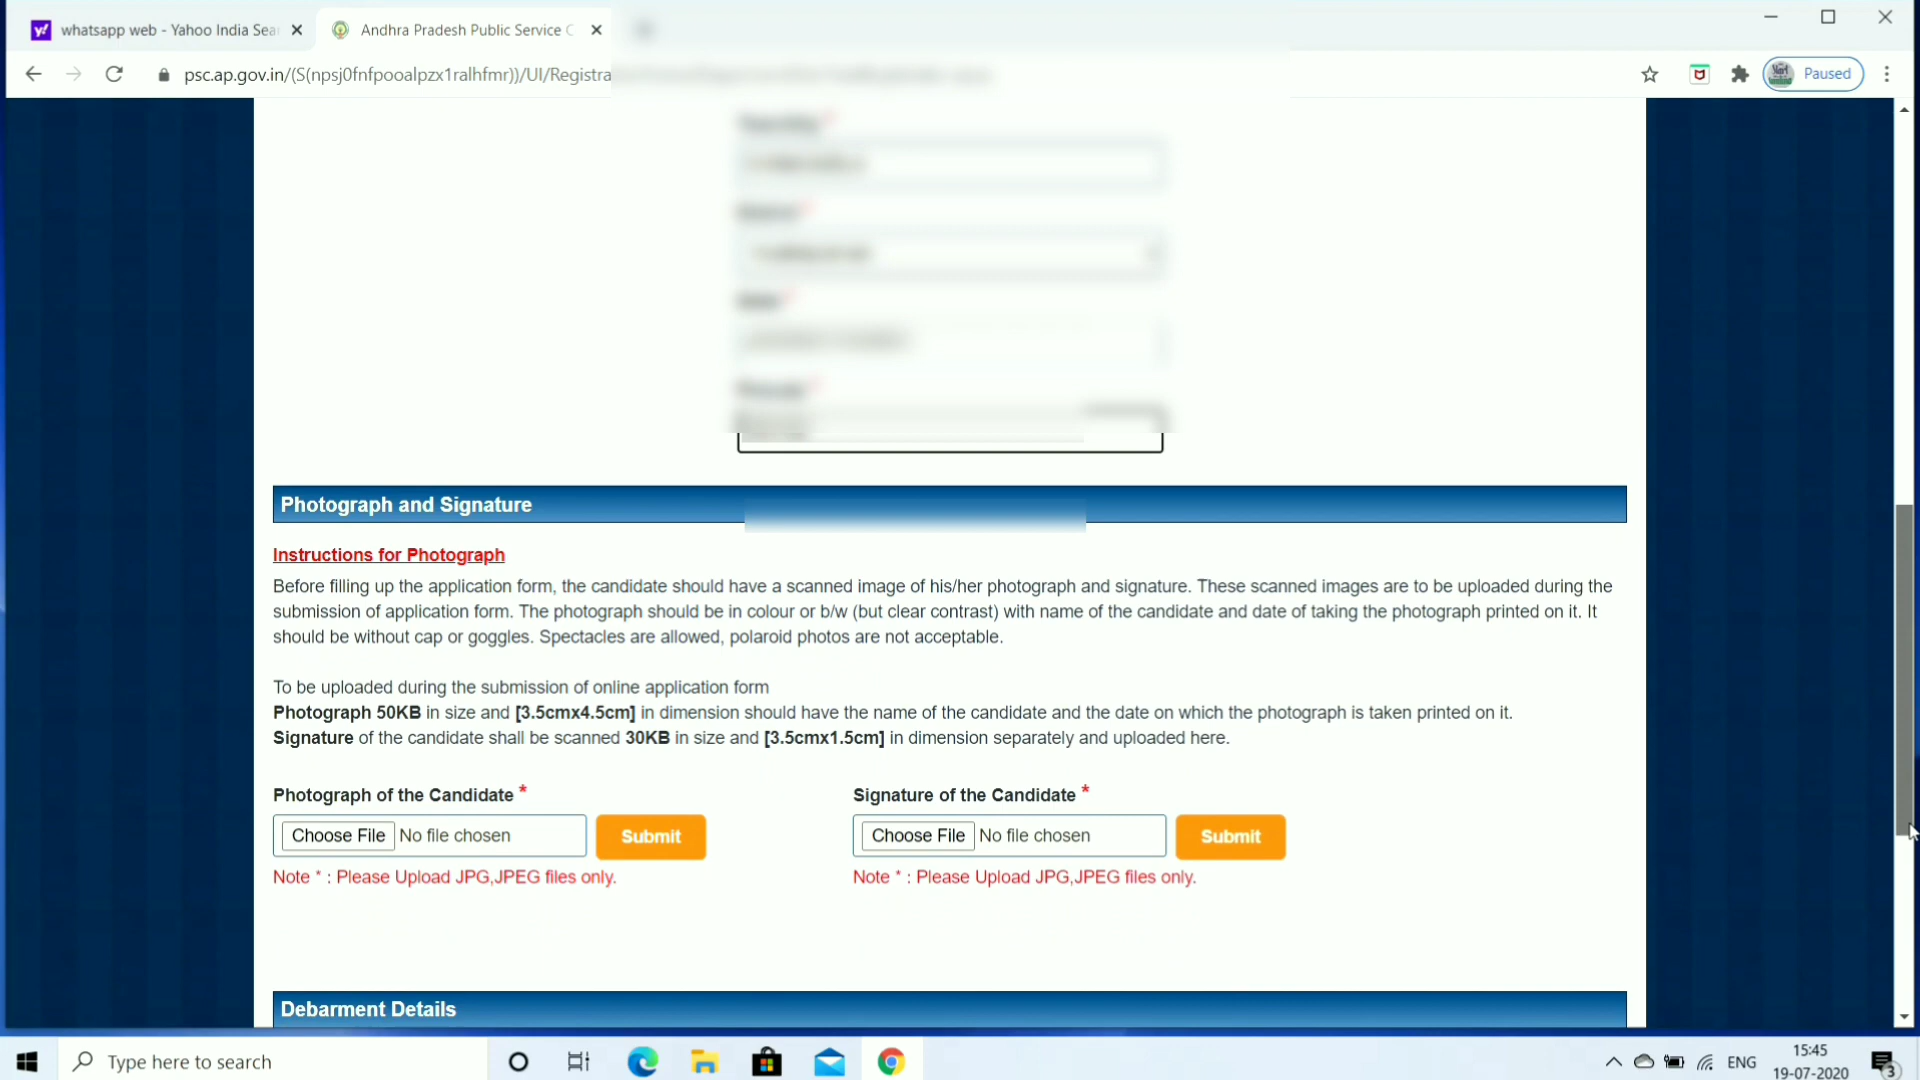 whatsapp web - Yahoo India Sea
Andhra Pradesh Public Service C
psc.ap.gov.in/(S(npsj0fnfpooalpzx1ralhfmr))/UI/Registra
Paused
Photograph and Signature
Instructions for Photograph
Before filling up the application form, the candidate should have a scanned image of his/her photograph and signature. These scanned images are to be uploaded during the
submission of application form. The photograph should be in colour or b/w (but clear contrast) with name of the candidate and date of taking the photograph printed on it. It
should be without cap or goggles. Spectacles are allowed, polaroid photos are not acceptable.
To be uploaded during the submission of online application form
Photograph 50KB in size and [3.5cmx4.5cm] in dimension should have the name of the candidate and the date on which the photograph is taken printed on it.
Signature of the candidate shall be scanned 30KB in size and [3.5cmx1.5cm] in dimension separately and uploaded here.
Photograph of the Candidate *
Signature of the Candidate *
Choose File No file chosen
Submit
Choose File No file chosen
Submit
Note * : Please Upload JPG,JPEG files only.
Note * : Please Upload JPG,JPEG files only.
Debarment Details
Type here to search
ENG
15:45
19-07-2020
3